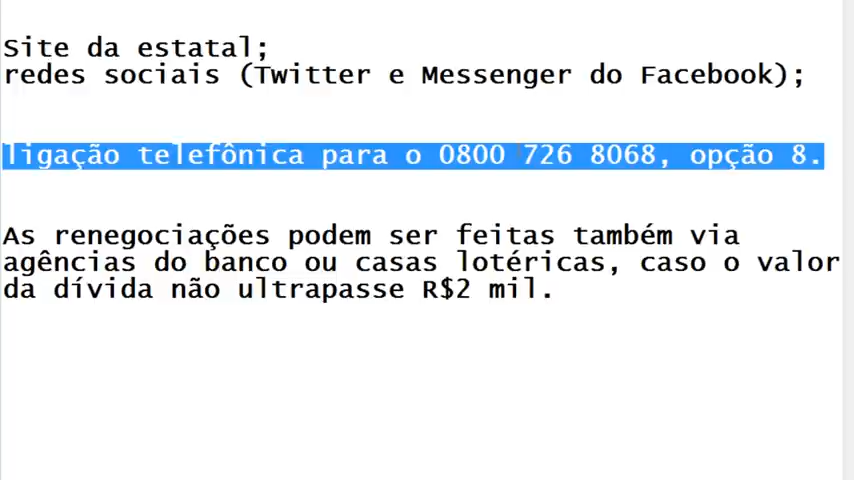 Site da estatal;
redes sociais (Twitter e Messenger do Facebook);
ligação telefônica para o 0800 726 8068, opção 8.
As renegociações podem ser feitas também via
agências do banco ou casas lotéricas, caso o valor
da dívida não ultrapasse R$2 mil.